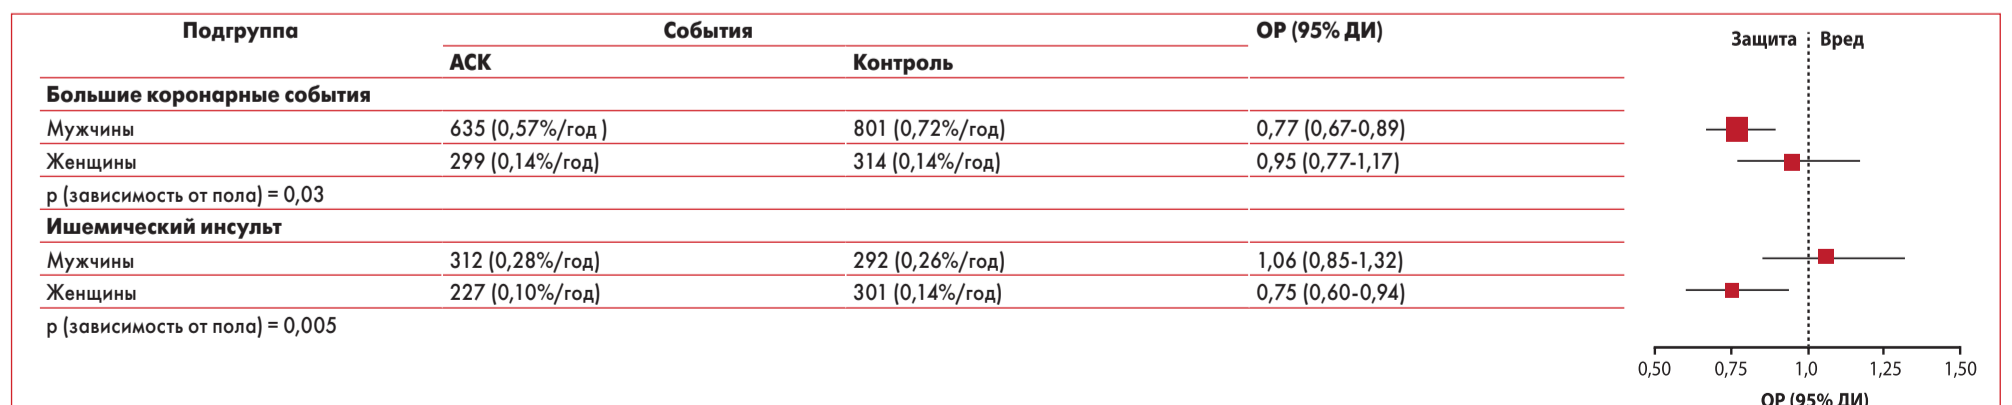 Подгруппа События ОР (95% ДИ)
АСК Контроль
Большие коронарные события
Мужчины 635 (0,57%/год ) 801 (0,72%/год) 0,77 (0,67-0,89)
Женщины 299 (0,14%/год) 314 (0,14%/год) 0,95 (0,77-1,17)
p (зависимость от пола) = 0,03
Ишемический инсульт
Мужчины 312 (0,28%/год) 292 (0,26%/год) 1,06 (0,85-1,32)
Женщины 227 (0,10%/год) 301 (0,14%/год) 0,75 (0,60-0,94)
p (зависимость от пола) = 0,005
Защита Вред
0,50 0,75 1,0 1,25 1,50
ОР (95% ДИ)